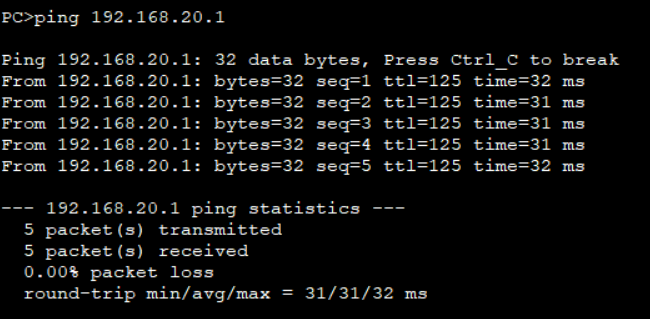 PC>ping 192.168.20.1
Ping 192.168.20.1: 32 data bytes, Press Ctrl_C to break
From 192.168.20.1: bytes=32 seq=1 ttl=125 time=32 ms
From 192.168.20.1: bytes=32 seq=2 ttl=125 time=31 ms
From 192.168.20.1: bytes=32 seq=3 ttl=125 time=31 ms
From 192.168.20.1: bytes=32 seq=4 ttl=125 time=31 ms
From 192.168.20.1: bytes=32 seq=5 ttl=125 time=32 ms
--- 192.168.20.1 ping statistics ---
5 packet(s) transmitted
5 packet(s) received
0.00% packet loss
round-trip min/avg/max = 31/31/32 ms